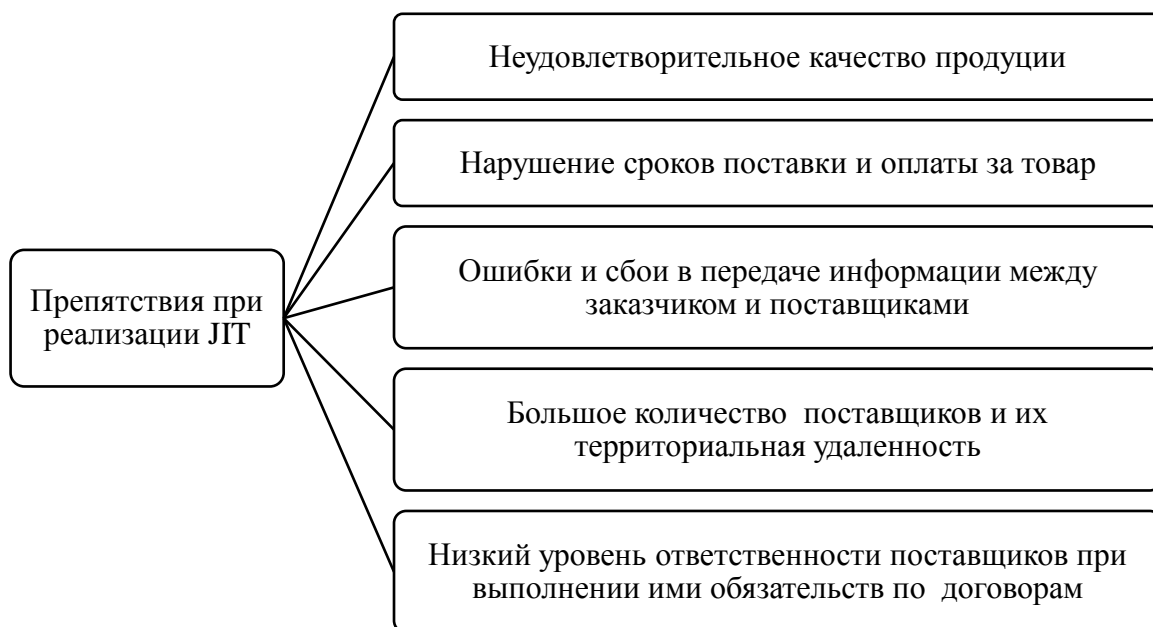 Неудовлетворительное качество продуции
Нарушение сроков поставки и оплаты за товар
Ошибки и сбои в передаче информации между
заказчиком и поставщиками
Препятствия при
реализации JIT
Большое количество  поставщиков и их
территориальная удаленность
Низкий уровень ответственности поставщиков при
выполнении ими обязательств по  договорам